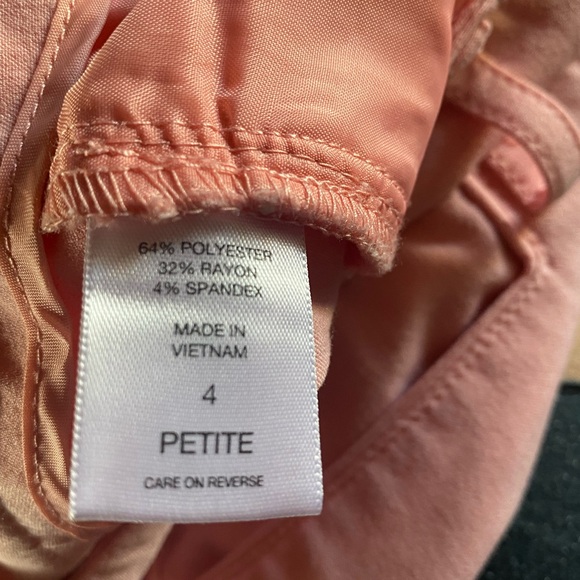 64% POLYESTER
32% RAYON
4% SPANDEX
MADE IN
VIETNAM
4
PETITE
CARE ON REVERSE